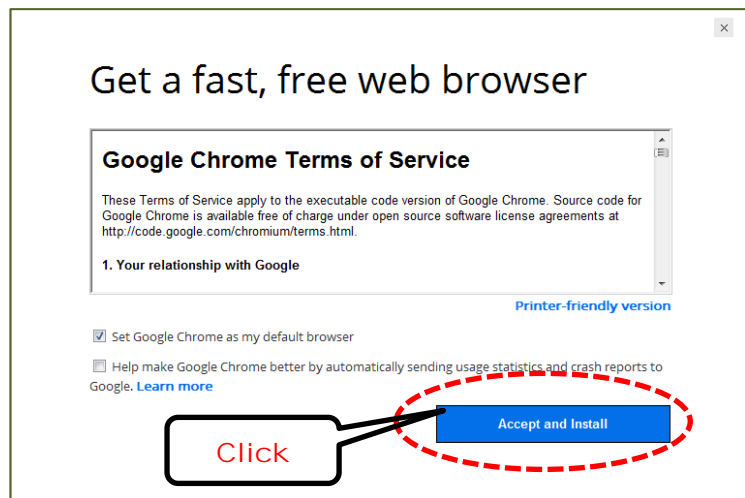 Get a fast, free web browser
Google Chrome Terms of Service
These Terms of Service apply to the executable code version of Google Chrome. Source code for
Google Chrome is available free of charge under open source software license agreements at
http://code.google.com/chromium/terms.html.
1. Your relationship with Google
Printer-friendly version
Set Google Chrome as my default browser
Help make Google Chrome better by automatically sending usage statistics and crash reports to
Google. Learn more
Accept and Install
Click